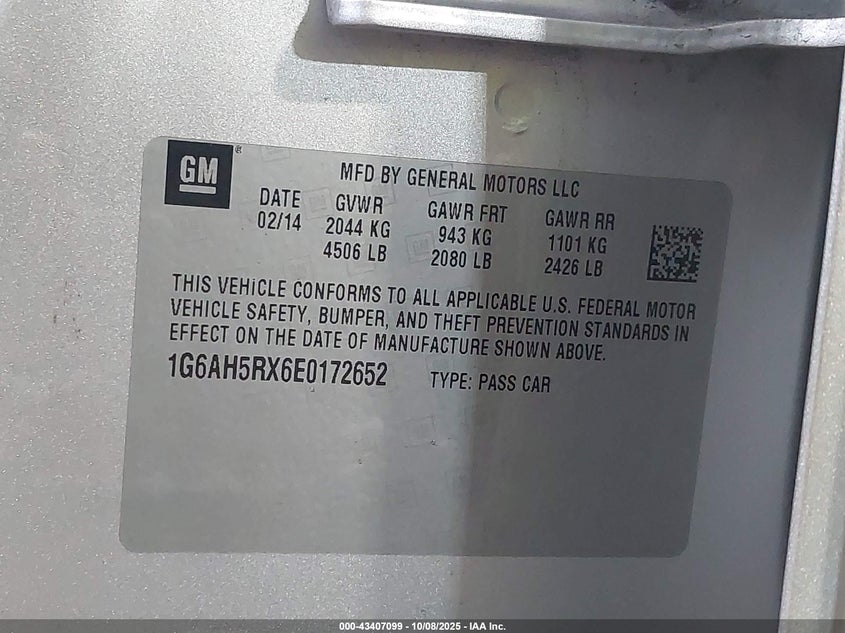 GM
®
MFD BY GENERAL MOTORS LLC
DATE GVWR GAWR FRT GAWR RR
02/14 2044 KG 943 KG 1101 KG
4506 LB 2080 LB 2426 LB
THIS VEHICLE CONFORMS TO ALL APPLICABLE U.S. FEDERAL MOTOR
VEHICLE SAFETY, BUMPER, AND THEFT PREVENTION STANDARDS IN
EFFECT ON THE DATE OF MANUFACTURE SHOWN ABOVE.
1G6AH5RX6E0172652 TYPE: PASS CAR
000-43407099 - 10/08/2025 - IAA Inc.